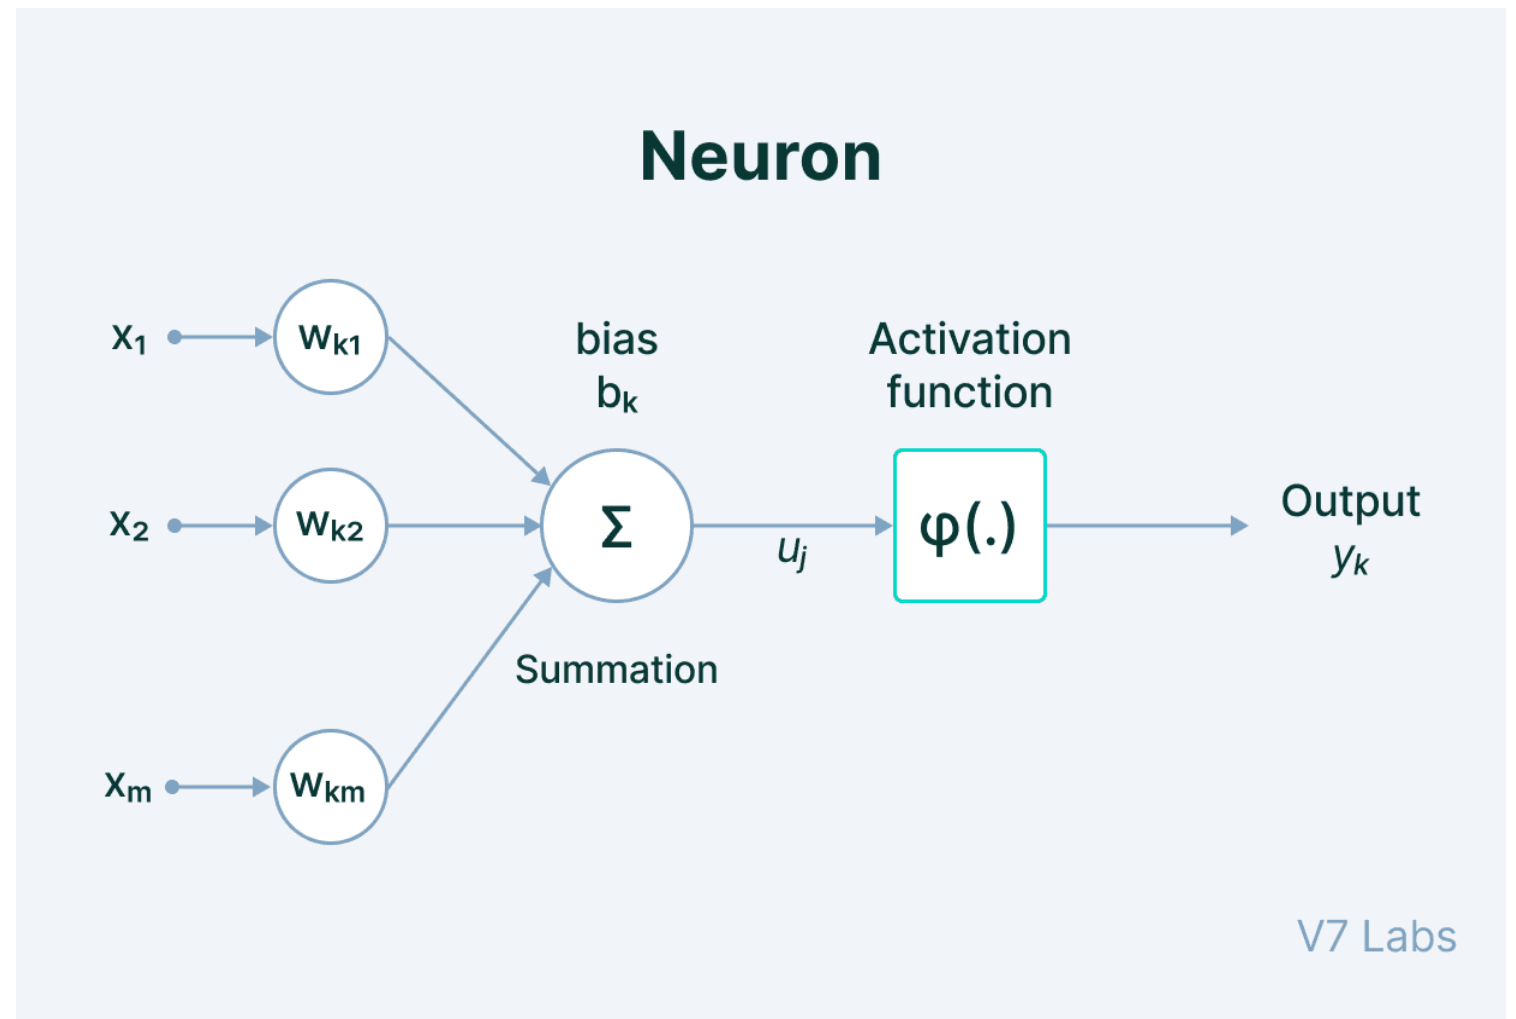 Neuron
x₁
wₖ₁
bias
bₖ
Activation
function
x₂
wₖ₂
Σ
uⱼ
φ(.)
Output
yₖ
Summation
xₘ
wₖₘ
V7 Labs